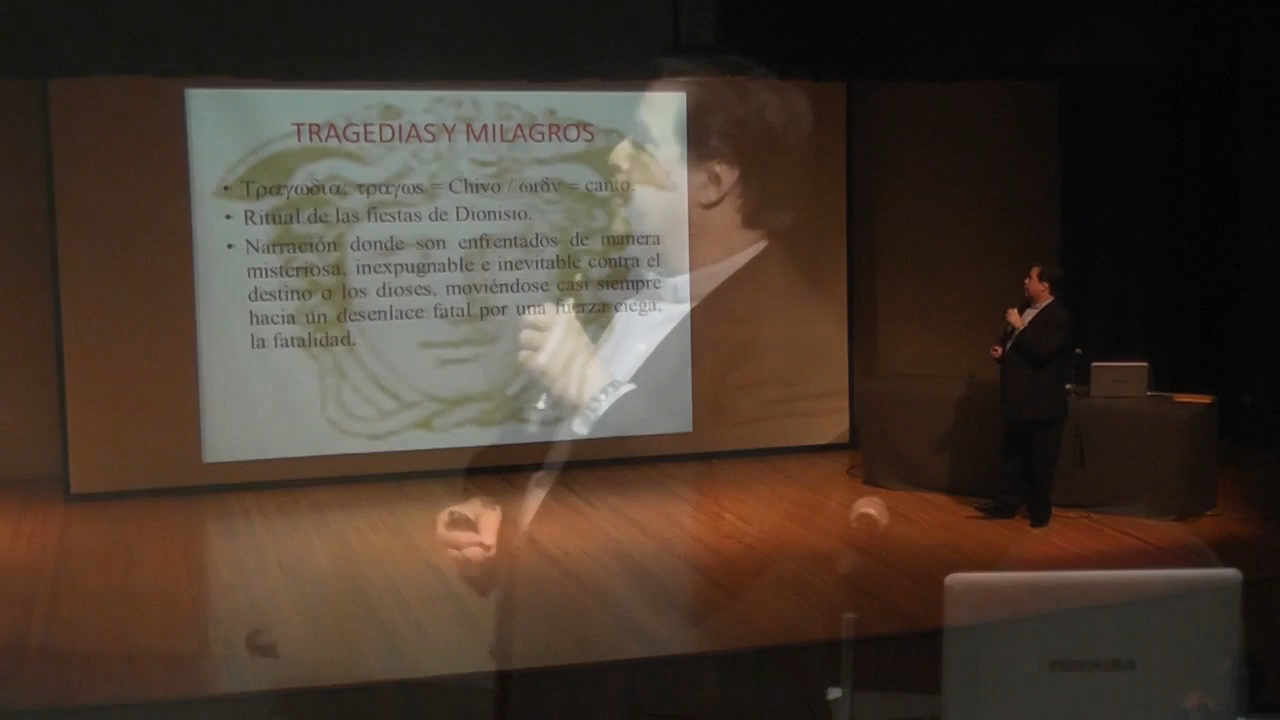 TRAGEDIAS Y MILAGROS
• Τραγωδια: τραγως = Chivo / ωιδν = canto.
• Ritual de las fiestas de Dionisio.
• Narración donde son enfrentados de manera
misteriosa, inexpugnable e inevitable contra el
destino o los dioses, moviéndose casi siempre
hacia un desenlace fatal por una fuerza ciega,
la fatalidad.
TOSHIBA